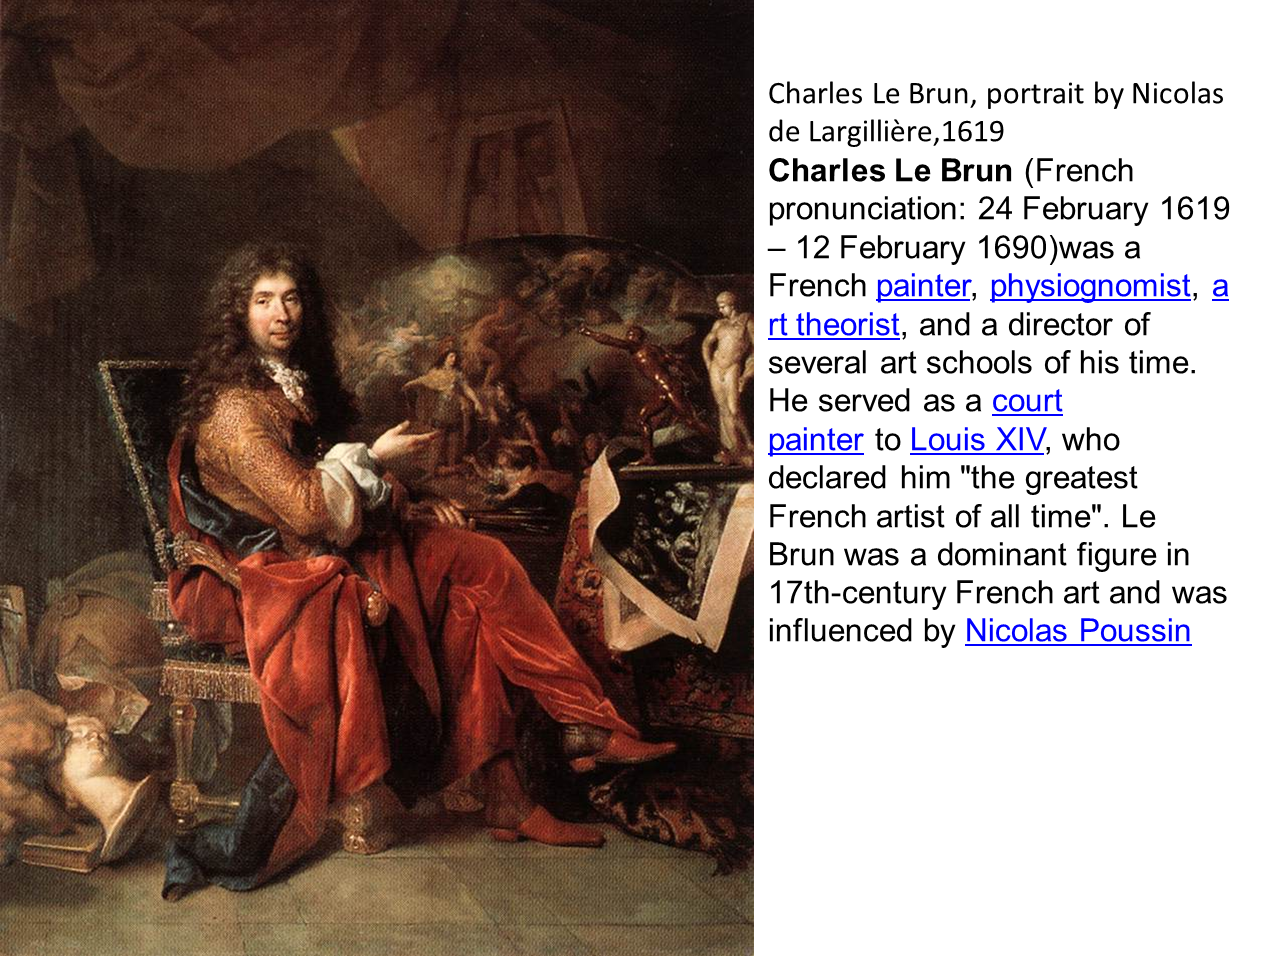 Charles Le Brun, portrait by Nicolas
de Largillière,1619
Charles Le Brun (French
pronunciation: 24 February 1619
– 12 February 1690)was a
French painter, physiognomist, a
rt theorist, and a director of
several art schools of his time.
He served as a court
painter to Louis XIV, who
declared him "the greatest
French artist of all time". Le
Brun was a dominant figure in
17th-century French art and was
influenced by Nicolas Poussin